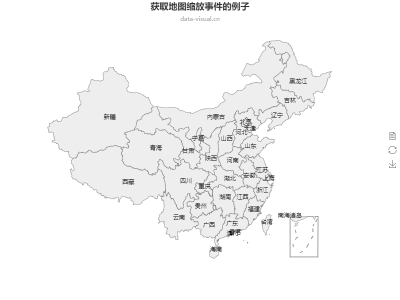 获取地图缩放事件的例子
data-visual.cn
黑龙江
吉林
辽宁
内蒙古
北京
天津
新疆
河北
山西
宁夏
山东
青海
甘肃
陕西
河南
江苏
西藏
四川
湖北
安徽
上海
重庆
浙江
湖南
江西
贵州
福建
云南
广西
广东
台湾
南海诸岛
海南